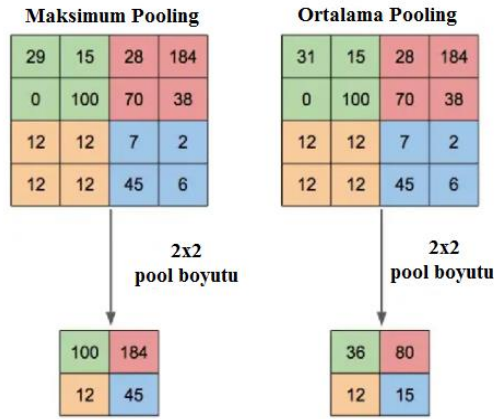 Maksimum Pooling
29 15 28 184
0 100 70 38
12 12 7 2
12 12 45 6
2x2
pool boyutu
100 184
12 45
Ortalama Pooling
31 15 28 184
0 100 70 38
12 12 7 2
12 12 45 6
2x2
pool boyutu
36 80
12 15